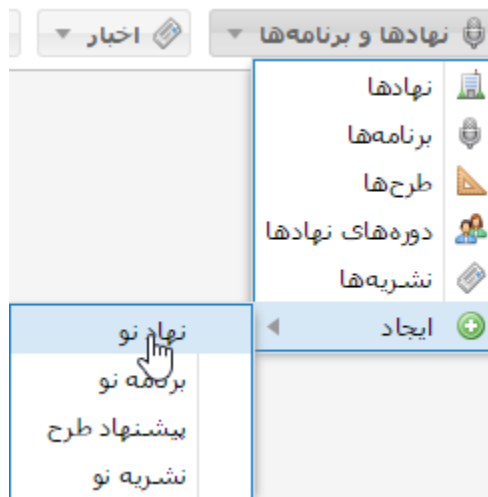 نهادها و برنامه‌ها
اخبار
نهادها
برنامه‌ها
طرح‌ها
دوره‌های نهادها
نشریه‌ها
ایجاد
نهاد نو
برنامه نو
پیشنهاد طرح
نشریه نو